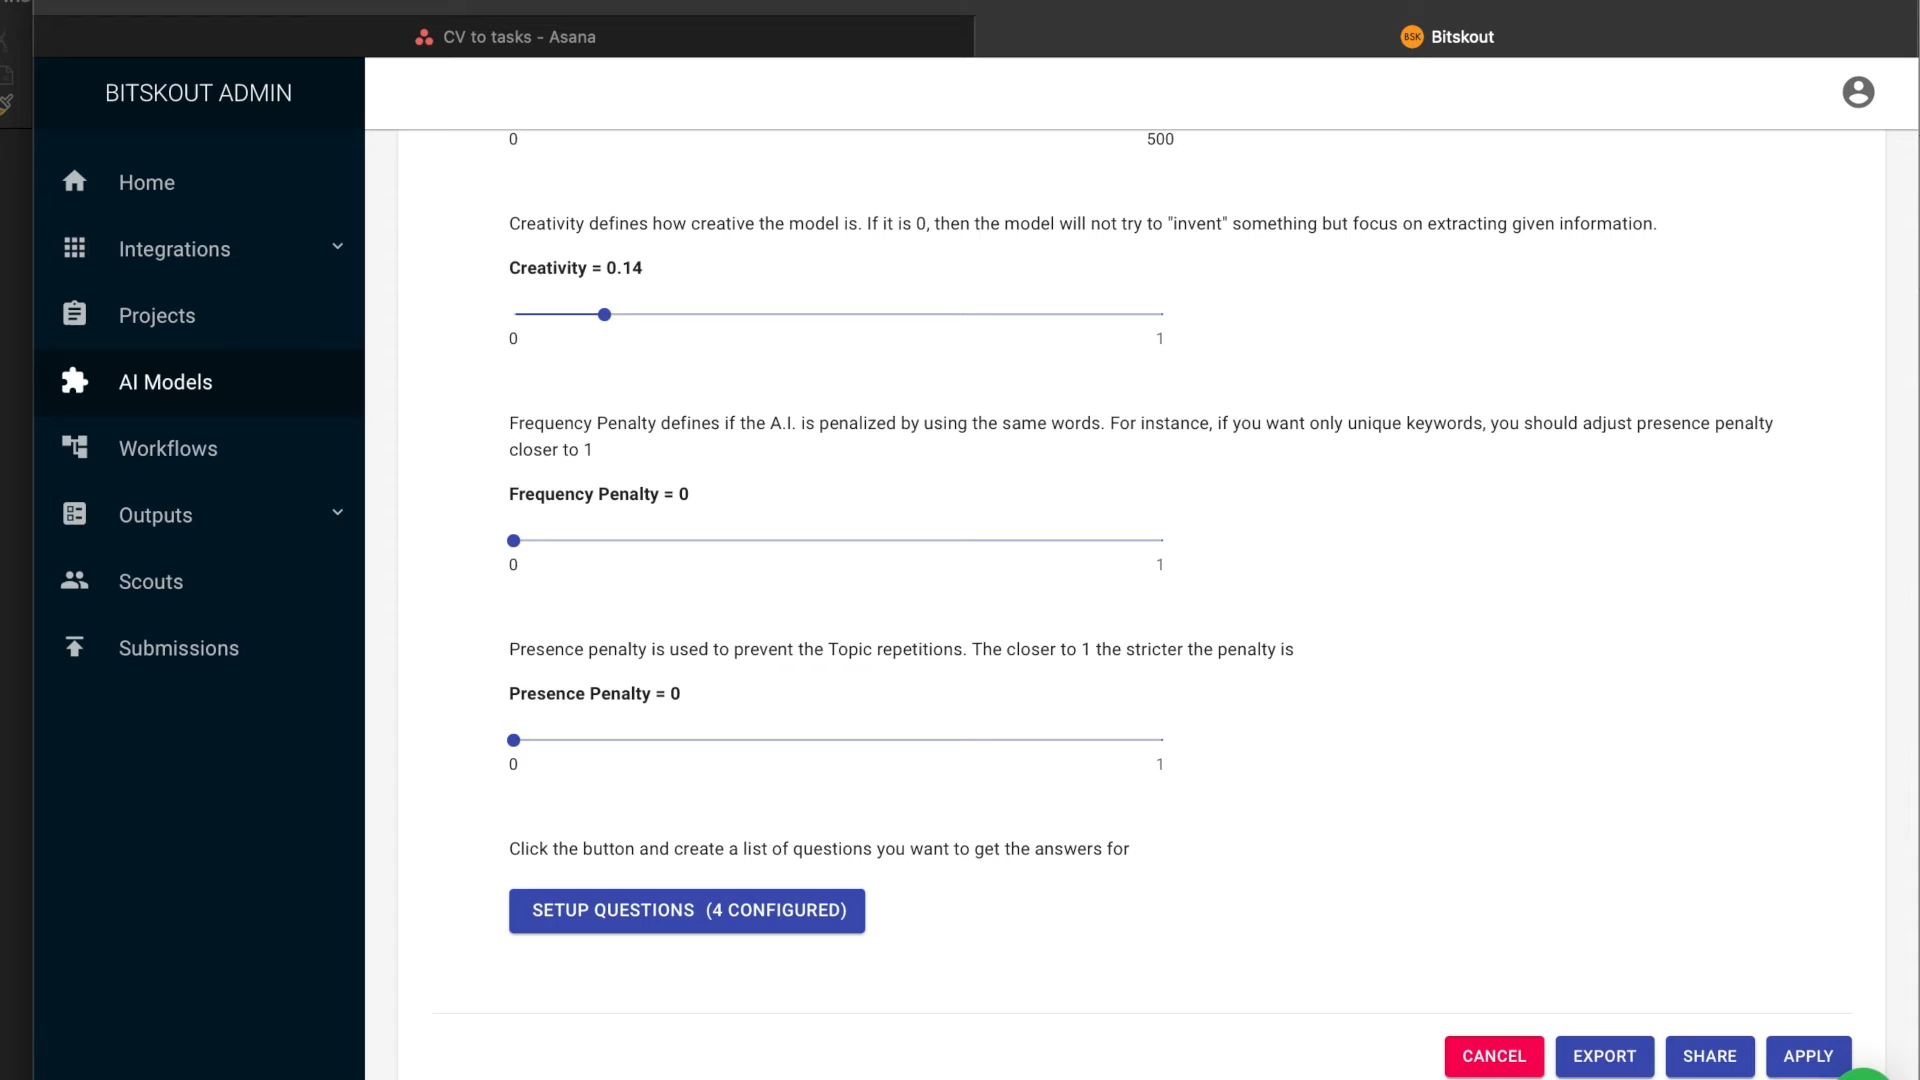 CV to tasks - Asana
BSK Bitskout
BITSKOUT ADMIN
Home
Integrations
Projects
AI Models
Workflows
Outputs
Scouts
Submissions
0 500
Creativity defines how creative the model is. If it is 0, then the model will not try to "invent" something but focus on extracting given information.
Creativity = 0.14
0 1
Frequency Penalty defines if the A.I. is penalized by using the same words. For instance, if you want only unique keywords, you should adjust presence penalty
closer to 1
Frequency Penalty = 0
0 1
Presence penalty is used to prevent the Topic repetitions. The closer to 1 the stricter the penalty is
Presence Penalty = 0
0 1
Click the button and create a list of questions you want to get the answers for
SETUP QUESTIONS (4 CONFIGURED)
CANCEL EXPORT SHARE APPLY